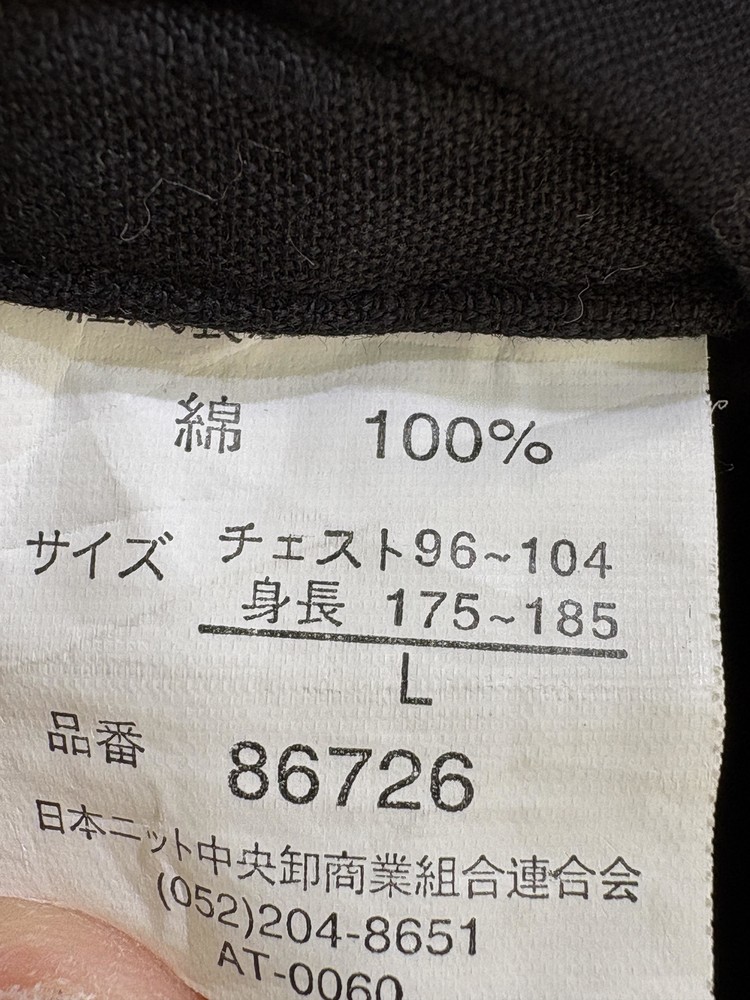 綿 100%
サイズ チェスト96~104
身長 175~185
L
品番 86726
日本ニット中央卸商業組合連合会
(052)204-8651
AT-0060